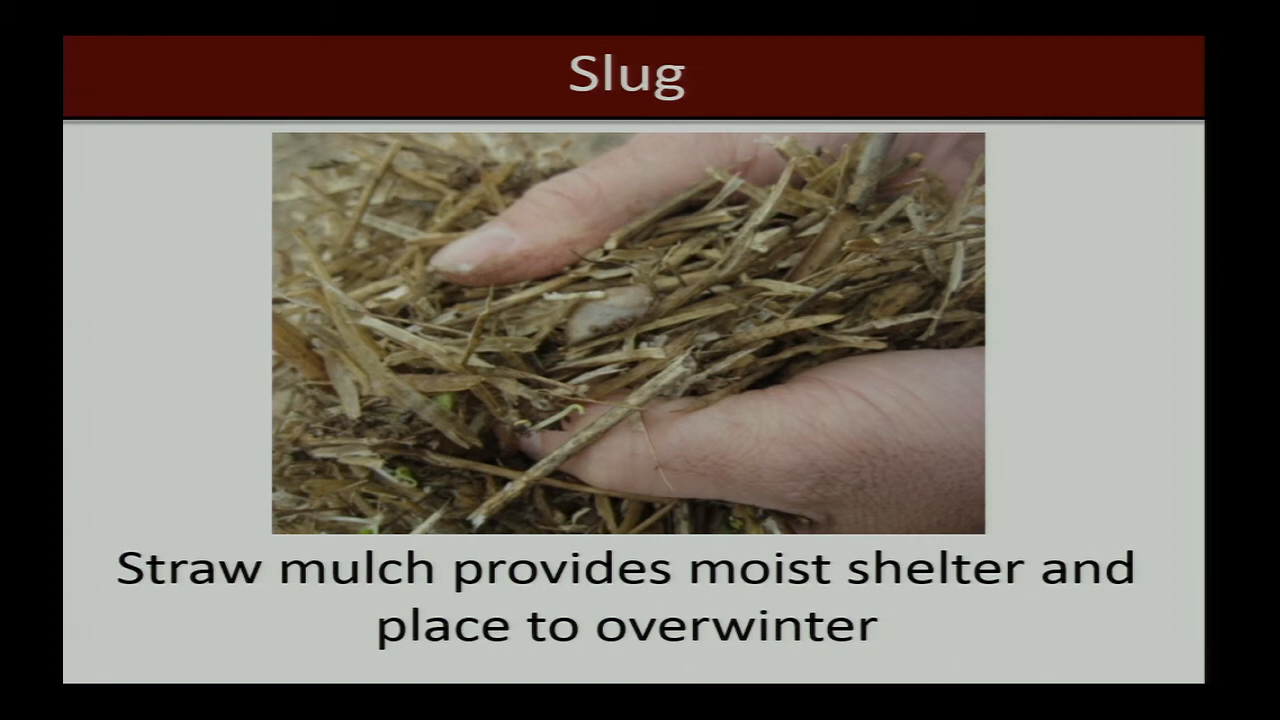 Slug
Straw mulch provides moist shelter and
place to overwinter